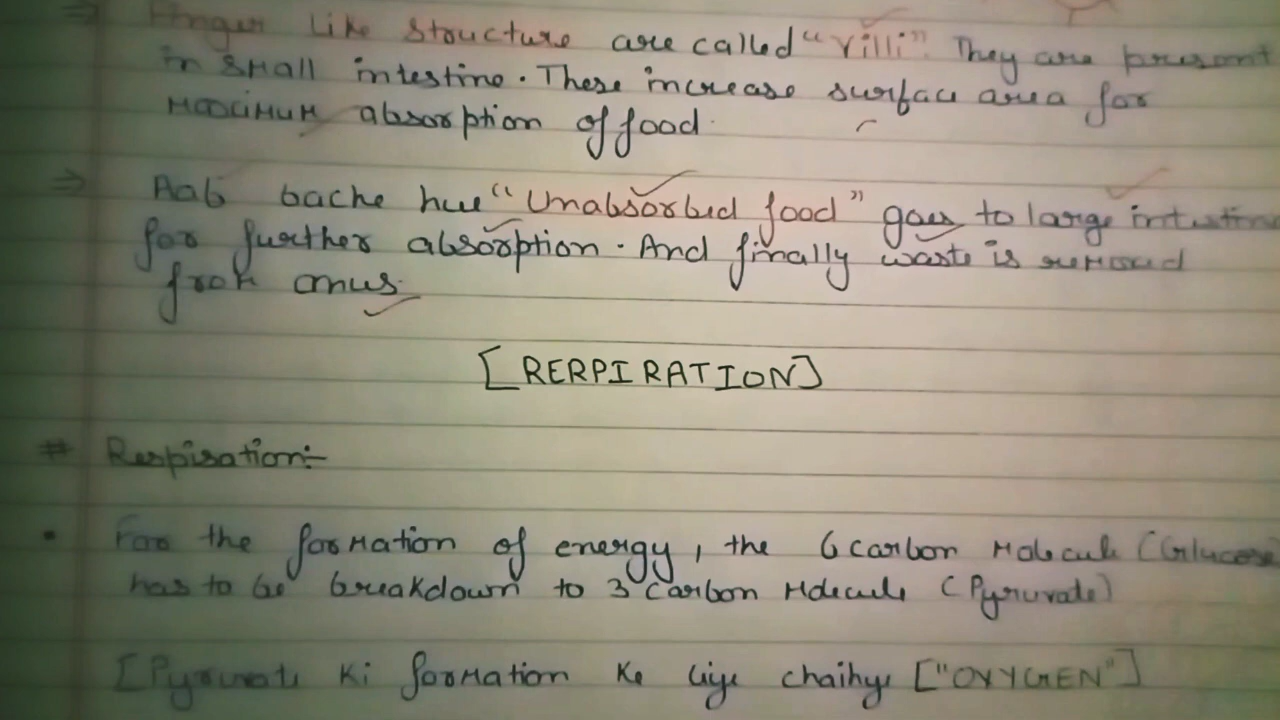 ⇒ Finger like structure are called "Villi". They are present
in small intestine. These increase surface area for
maximum absorption of food.
⇒ Aab bache hue "Unabsorbed food" goes to large intestine
for further absorption. And finally waste is removed
from anus.
[RERPIRATION]
# Respiration:-
• For the formation of energy, the 6 carbon molecule (Glucose
has to be breakdown to 3 carbon molecule (Pyruvate)
[Pyruvate ki formation ke liye chaihye ["OXYGEN"]